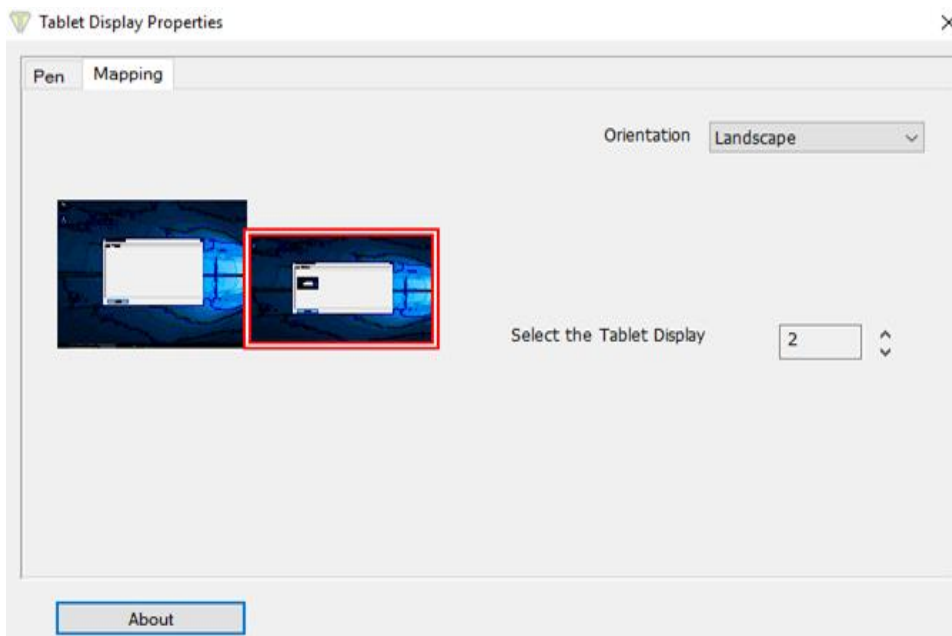 Tablet Display Properties
Pen
Mapping
Orientation
Landscape
Select the Tablet Display
2
About